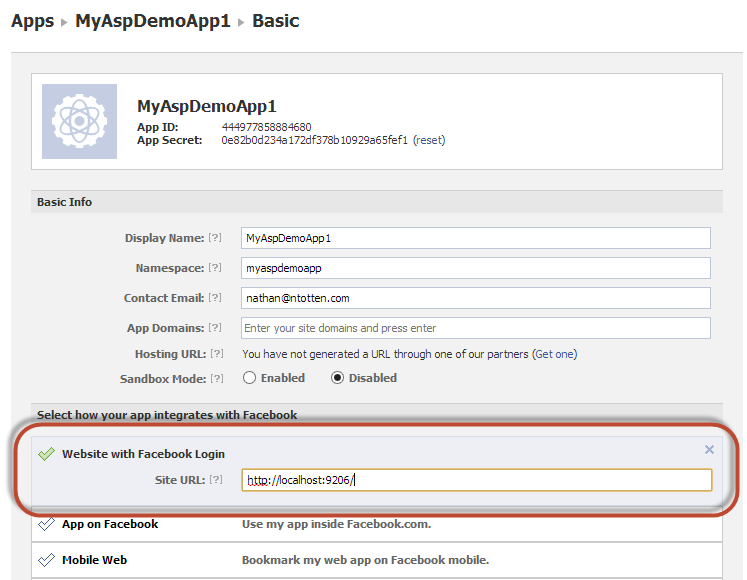 Apps ▸ MyAspDemoApp1 ▸ Basic
MyAspDemoApp1
App ID: 444977858884680
App Secret: 0e82b0d234a172df378b10929a65fef1 (reset)
Basic Info
Display Name: [?] MyAspDemoApp1
Namespace: [?] myaspdemoapp
Contact Email: [?] nathan@ntotten.com
App Domains: [?] Enter your site domains and press enter
Hosting URL: [?] You have not generated a URL through one of our partners (Get one)
Sandbox Mode: [?] Enabled Disabled
Select how your app integrates with Facebook
Website with Facebook Login
Site URL: [?] http://localhost:9206/
App on Facebook Use my app inside Facebook.com.
Mobile Web Bookmark my web app on Facebook mobile.